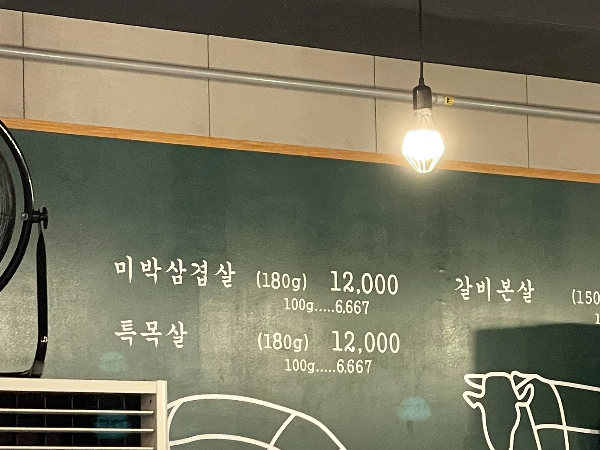 미박삼겹살 (180g) 12,000
100g.....6,667
특목살 (180g) 12,000
100g.....6,667
갈비본살 (150